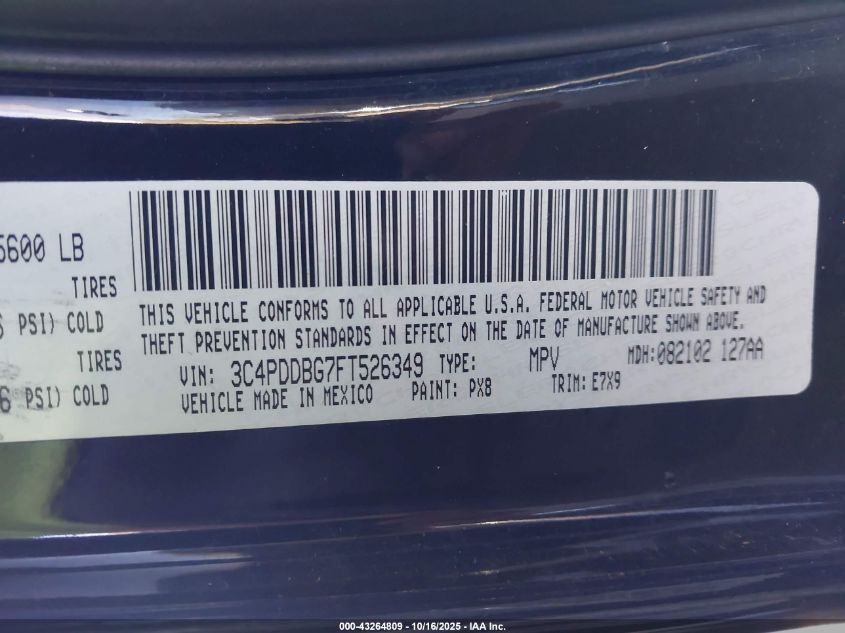 5600 LB
TIRES
PSI) COLD
TIRES
6 PSI) COLD
THIS VEHICLE CONFORMS TO ALL APPLICABLE U.S.A. FEDERAL MOTOR VEHICLE SAFETY AND
THEFT PREVENTION STANDARDS IN EFFECT ON THE DATE OF MANUFACTURE SHOWN ABOVE.
VIN: 3C4PDDBG7FT526349 TYPE: MPV MDH:082102 127AA
VEHICLE MADE IN MEXICO PAINT: PX8 TRIM: E7X9
000-43264809 - 10/16/2025 - IAA Inc.